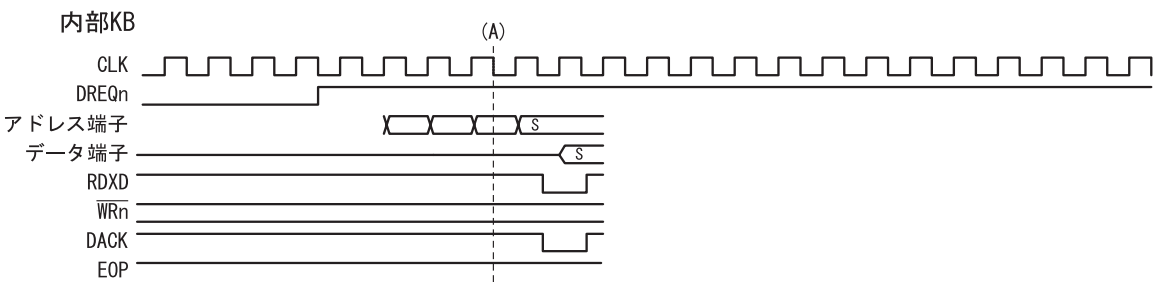 内部KB
(A)
CLK
DREQn
アドレス端子
S
データ端子
S
RDXD
WRn
DACK
EOP